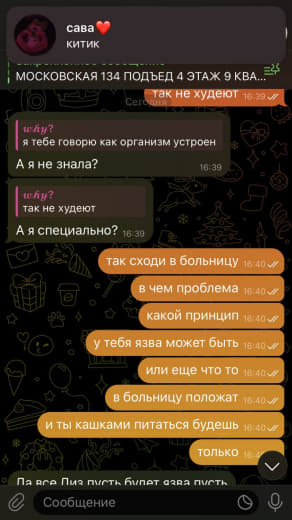 сава❤️
китик
МОСКОВСКАЯ 134 ПОДЪЕД 4 ЭТАЖ 9 КВА...
так не худеют 16:39
Сегодня
why?
я тебе говорю как организм устроен
А я не знала? 16:39
why?
так не худеют
А я специально? 16:39
так сходи в больницу 16:40
в чем проблема 16:40
какой принцип 16:40
у тебя язва может быть 16:40
или еще что то 16:40
в больницу положат 16:40
и ты кашками питаться будешь 16:40
только
Да все Лиз пусть будет язва пусть
Сообщение